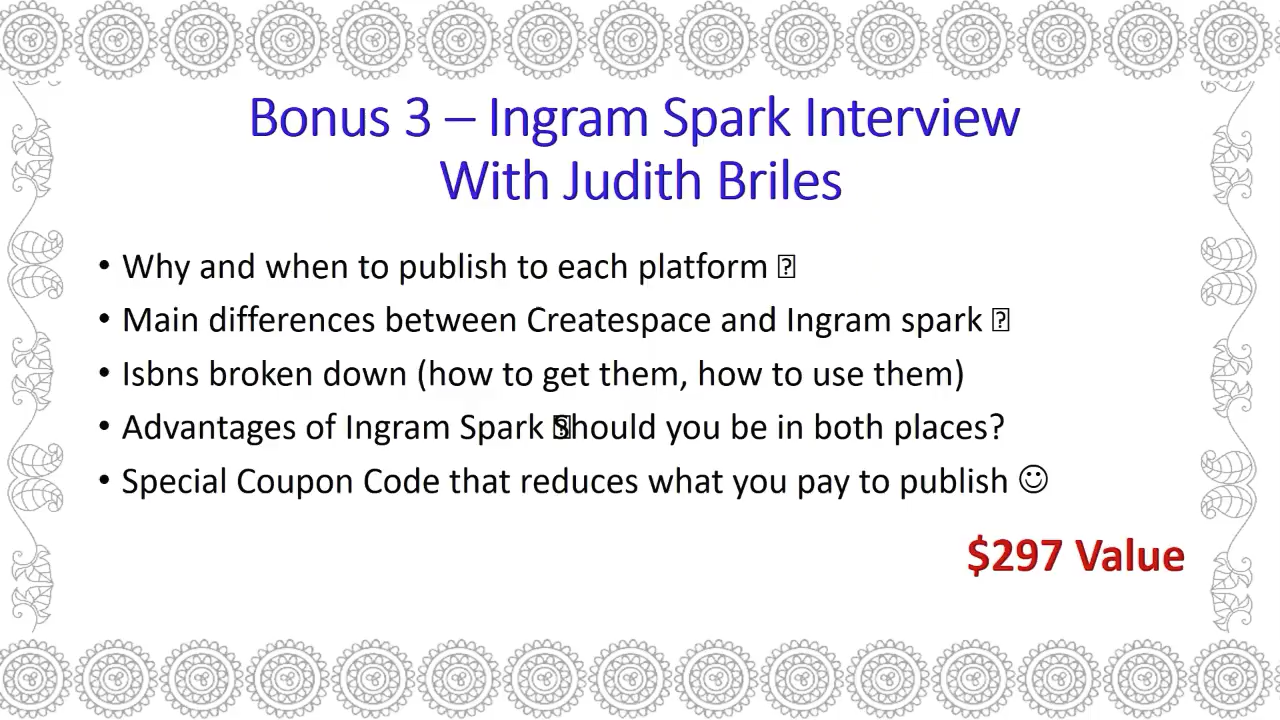 Bonus 3 – Ingram Spark Interview
With Judith Briles
• Why and when to publish to each platform
• Main differences between Createspace and Ingram spark
• Isbns broken down (how to get them, how to use them)
• Advantages of Ingram Spark Should you be in both places?
• Special Coupon Code that reduces what you pay to publish ☺
$297 Value